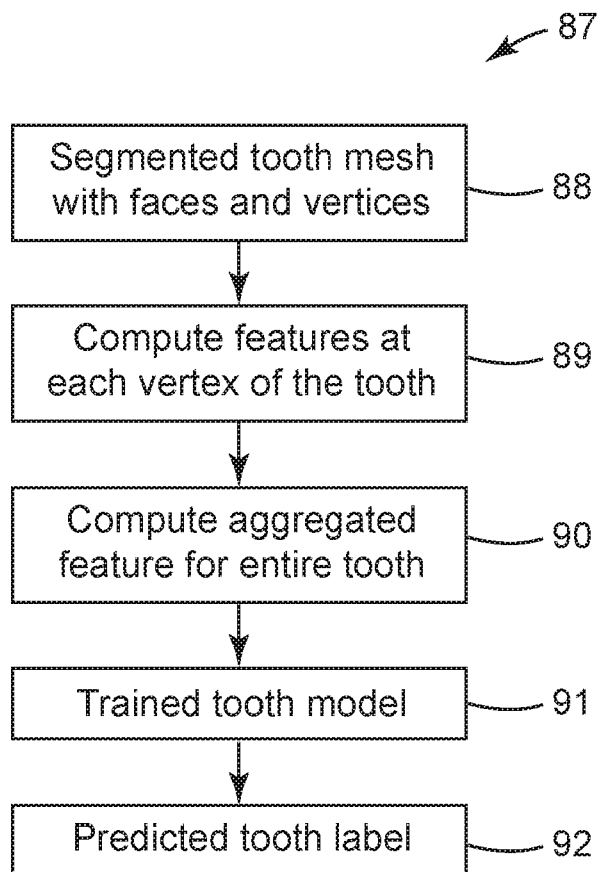 87
Segmented tooth mesh
with faces and vertices
88
Compute features at
each vertex of the tooth
89
Compute aggregated
feature for entire tooth
90
Trained tooth model
91
Predicted tooth label
92